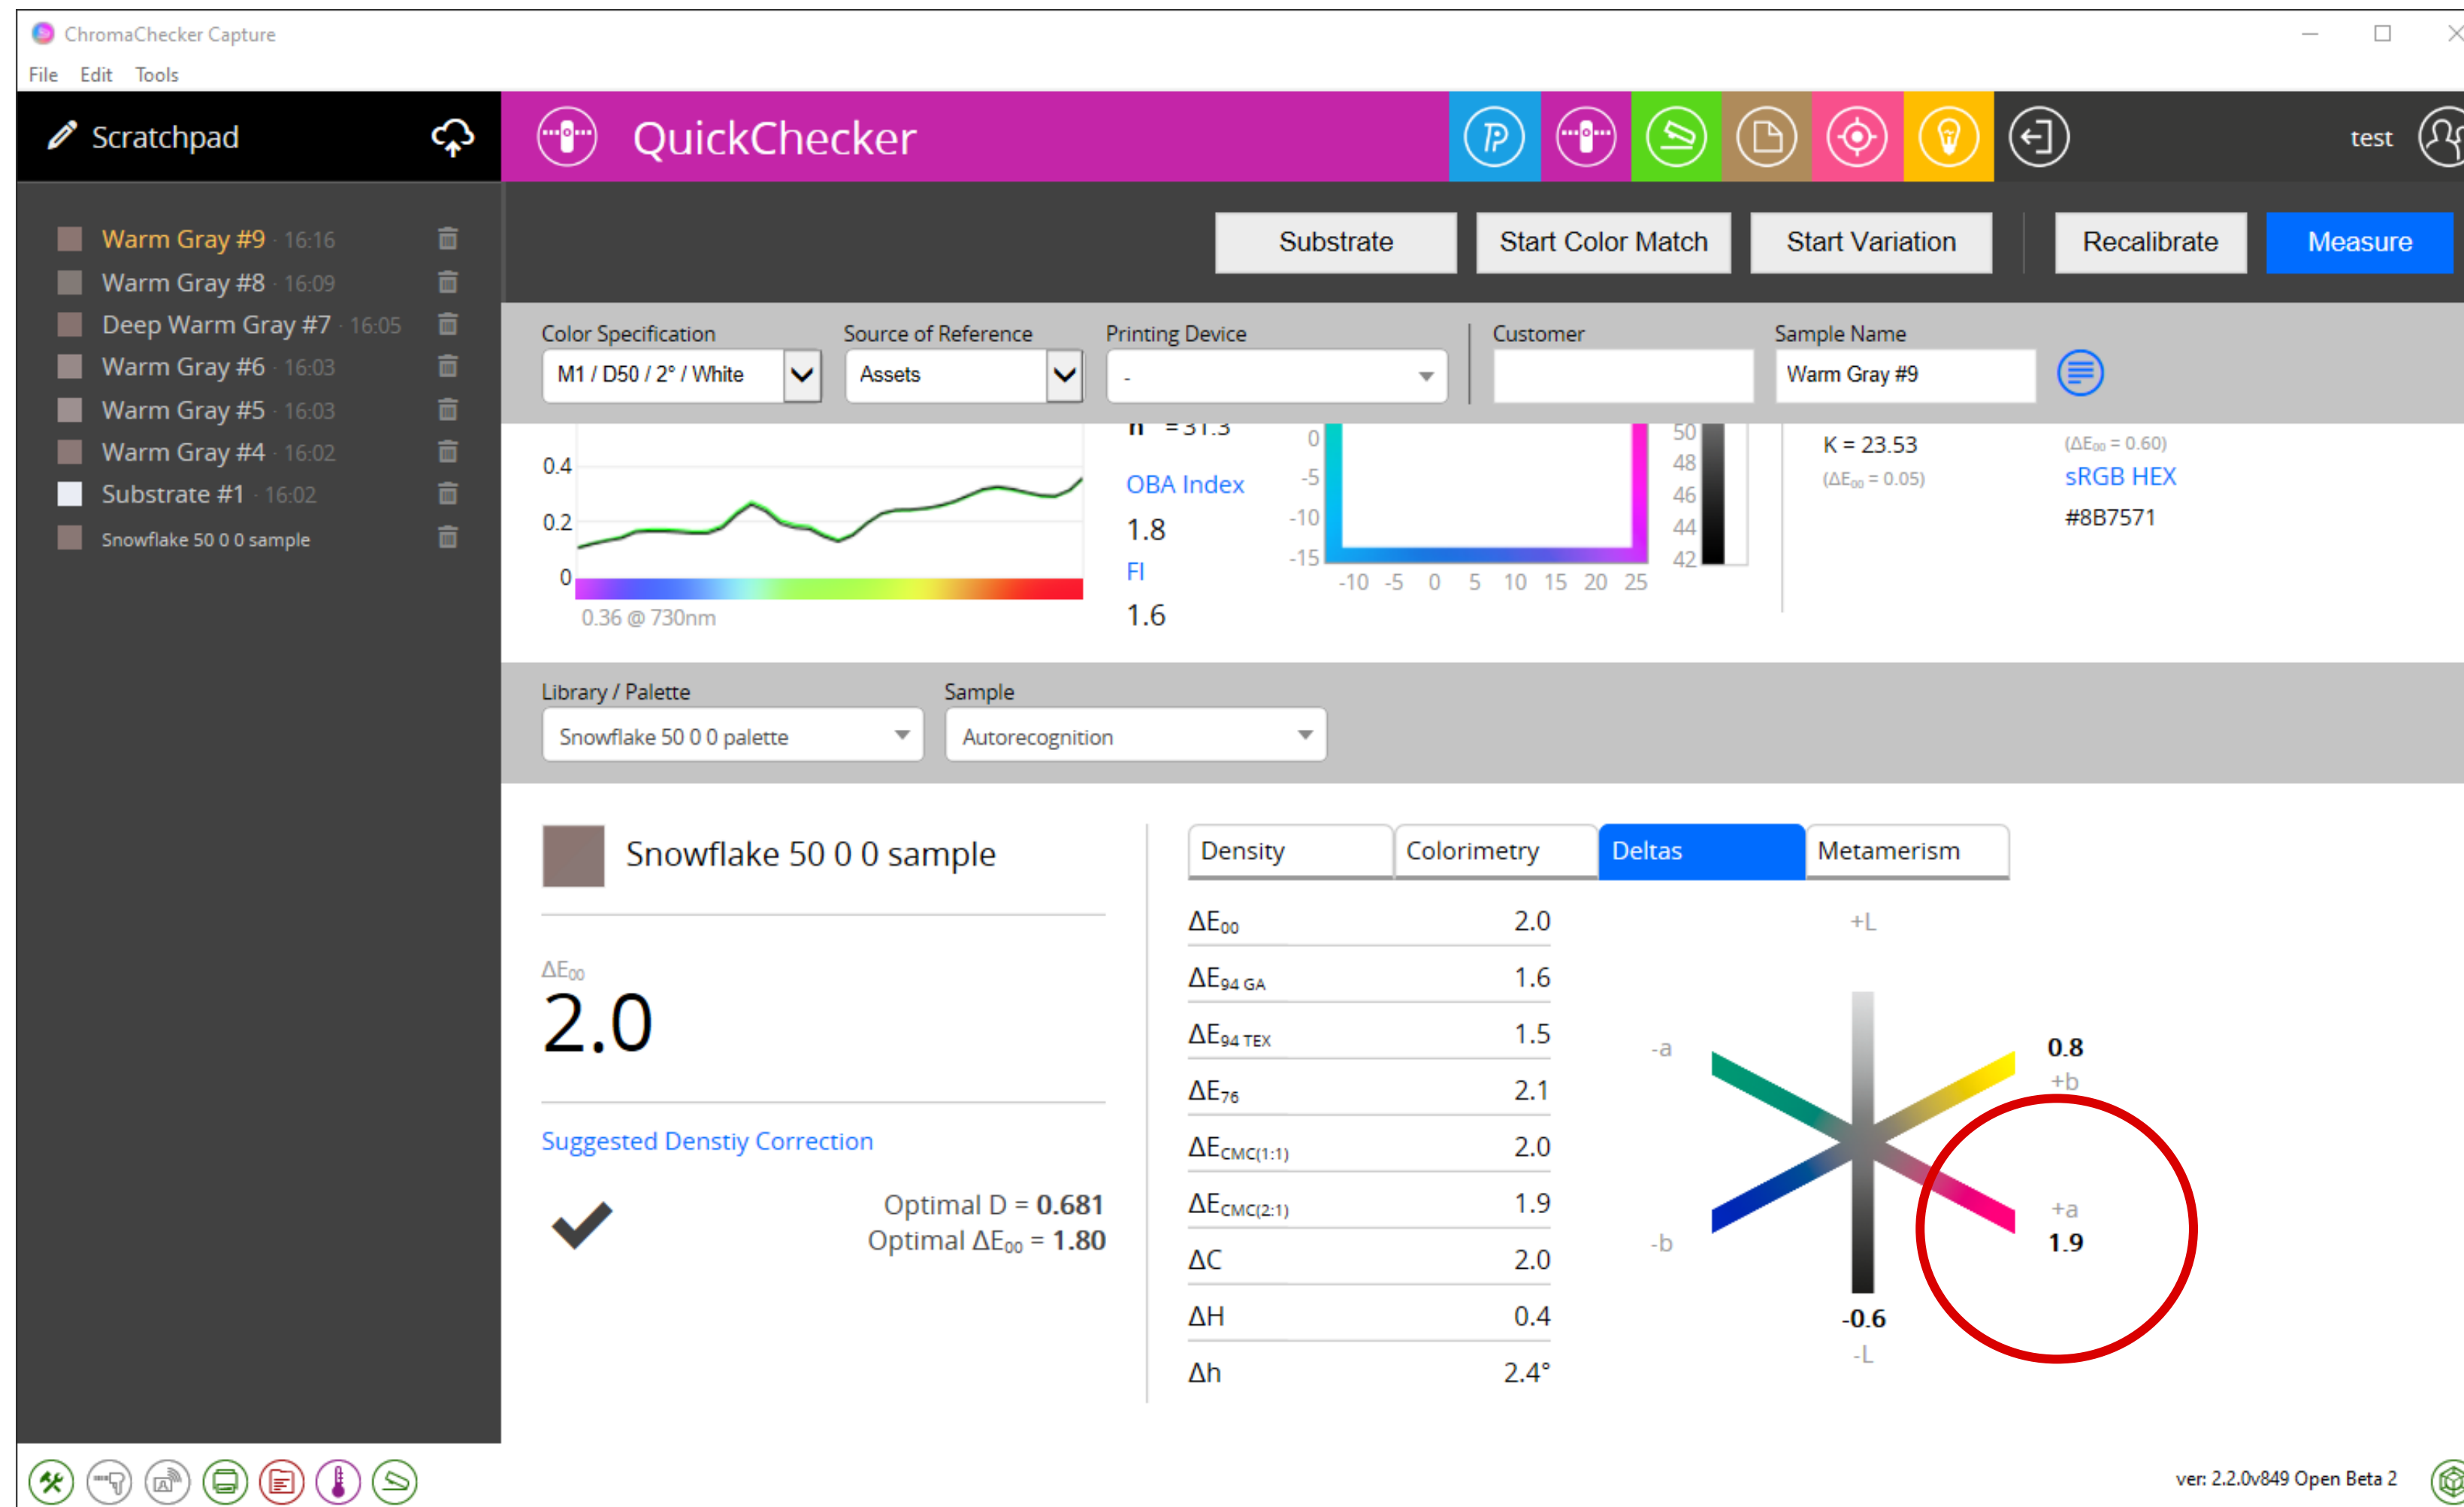 ChromaChecker Capture
File Edit Tools
Scratchpad
QuickChecker
test
Warm Gray #9 · 16:16
Warm Gray #8 · 16:09
Deep Warm Gray #7 · 16:05
Warm Gray #6 · 16:03
Warm Gray #5 · 16:03
Warm Gray #4 · 16:02
Substrate #1 · 16:02
Snowflake 50 0 0 sample
Substrate
Start Color Match
Start Variation
Recalibrate
Measure
Color Specification
M1 / D50 / 2° / White
Source of Reference
Assets
Printing Device
-
Customer
Sample Name
Warm Gray #9
0.4
0.2
0
0.36 @ 730nm
h = 31.3
OBA Index
1.8
FI
1.6
0
-5
-10
-15
-10 -5 0 5 10 15 20 25
50
48
46
44
42
K = 23.53
(ΔE₀₀ = 0.05)
(ΔE₀₀ = 0.60)
sRGB HEX
#8B7571
Library / Palette
Snowflake 50 0 0 palette
Sample
Autorecognition
Snowflake 50 0 0 sample
ΔE₀₀
2.0
Suggested Denstiy Correction
Optimal D = 0.681
Optimal ΔE₀₀ = 1.80
Density Colorimetry Deltas Metamerism
ΔE₀₀ 2.0
ΔE94 GA 1.6
ΔE94 TEX 1.5
ΔE76 2.1
ΔECMC(1:1) 2.0
ΔECMC(2:1) 1.9
ΔC 2.0
ΔH 0.4
Δh 2.4°
+L
-a
0.8
+b
+a
1.9
-b
-0.6
-L
ver: 2.2.0v849 Open Beta 2